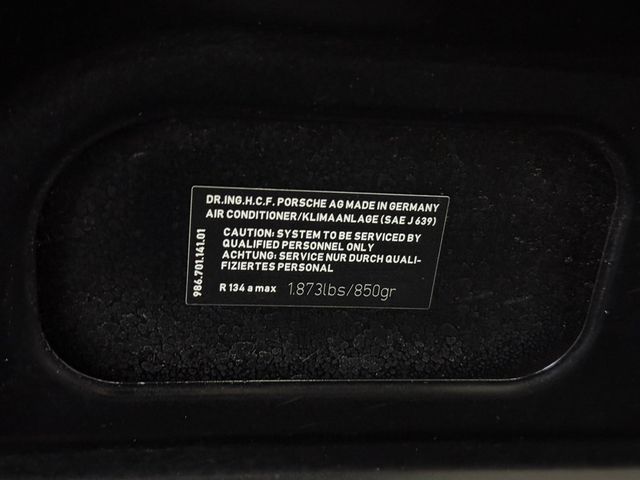 DR.ING.H.C.F. PORSCHE AG MADE IN GERMANY
AIR CONDITIONER/KLIMAANLAGE (SAE J 639)
CAUTION: SYSTEM TO BE SERVICED BY
QUALIFIED PERSONNEL ONLY
ACHTUNG: SERVICE NUR DURCH QUALI-
FIZIERTES PERSONAL
R 134 a max 1.873lbs/850gr
986.701.141.01